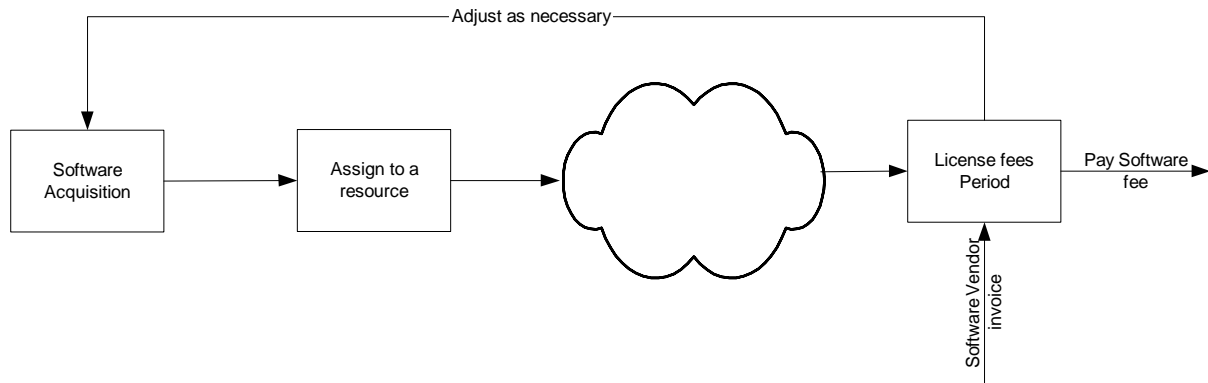 Adjust as necessary
Software
Acquisition
Assign to a
resource
License fees
Period
Pay Software
fee
Software Vendor
invoice